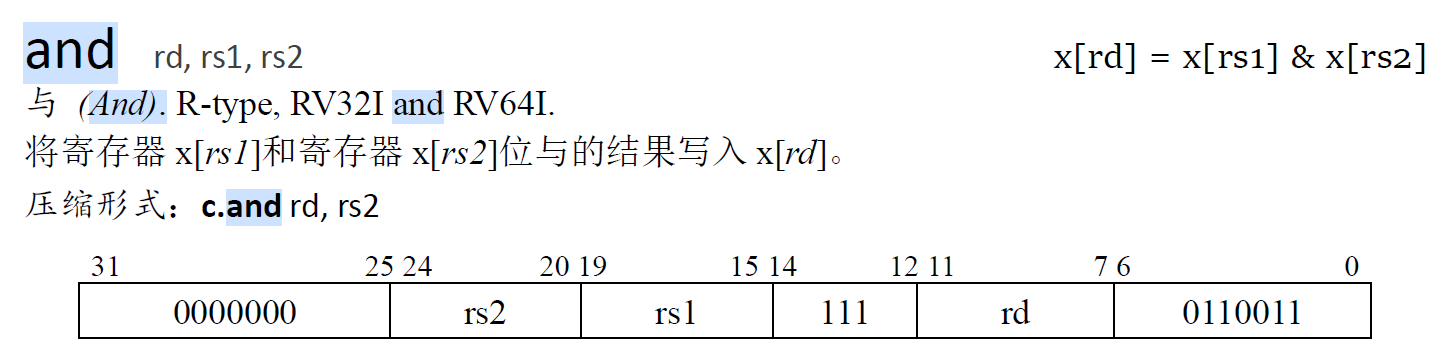 and rd, rs1, rs2 x[rd] = x[rs1] & x[rs2]
与 (And). R-type, RV32I and RV64I.
将寄存器 x[rs1]和寄存器 x[rs2]位与的结果写入 x[rd]。
压缩形式：c.and rd, rs2
31 25 24 20 19 15 14 12 11 7 6 0
0000000 rs2 rs1 111 rd 0110011